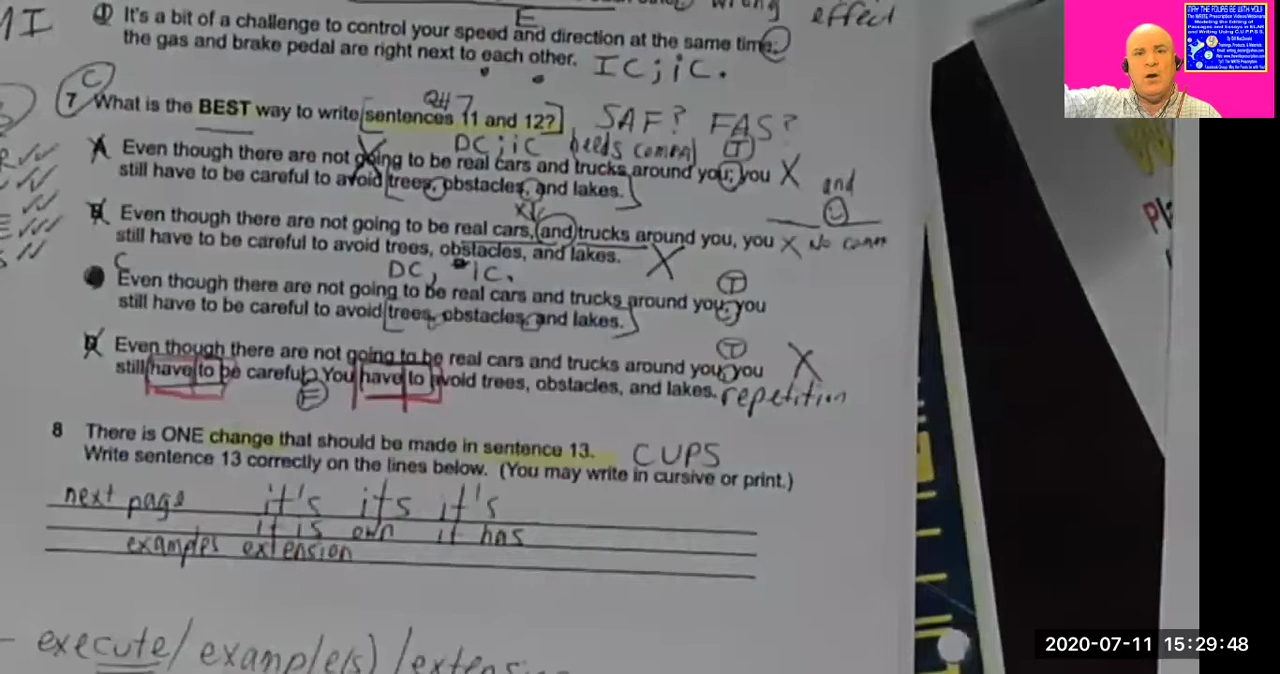 wrong effect
It's a bit of a challenge to control your speed and direction at the same time;
the gas and brake pedal are right next to each other. IC; iC.
E
MI
C
7 What is the BEST way to write sentences 11 and 12? SAF? FAS?
DC; iC needs comma T
A Even though there are not going to be real cars and trucks around you; you X
still have to be careful to avoid trees, obstacles, and lakes.
and
B Even though there are not going to be real cars, and trucks around you, you X No comm
still have to be careful to avoid trees, obstacles, and lakes. X
C DC, iC. T
Even though there are not going to be real cars and trucks around you, you
still have to be careful to avoid trees, obstacles, and lakes.
T
D Even though there are not going to be real cars and trucks around you, you X
still have to be careful. You have to avoid trees, obstacles, and lakes. repetition
E
8 There is ONE change that should be made in sentence 13. CUPS
Write sentence 13 correctly on the lines below. (You may write in cursive or print.)
next page it's its it's
it is own it has
examples extension
execute/example(s)/extens
MAY THE FOURS BE WITH YOU!
2020-07-11 15:29:48